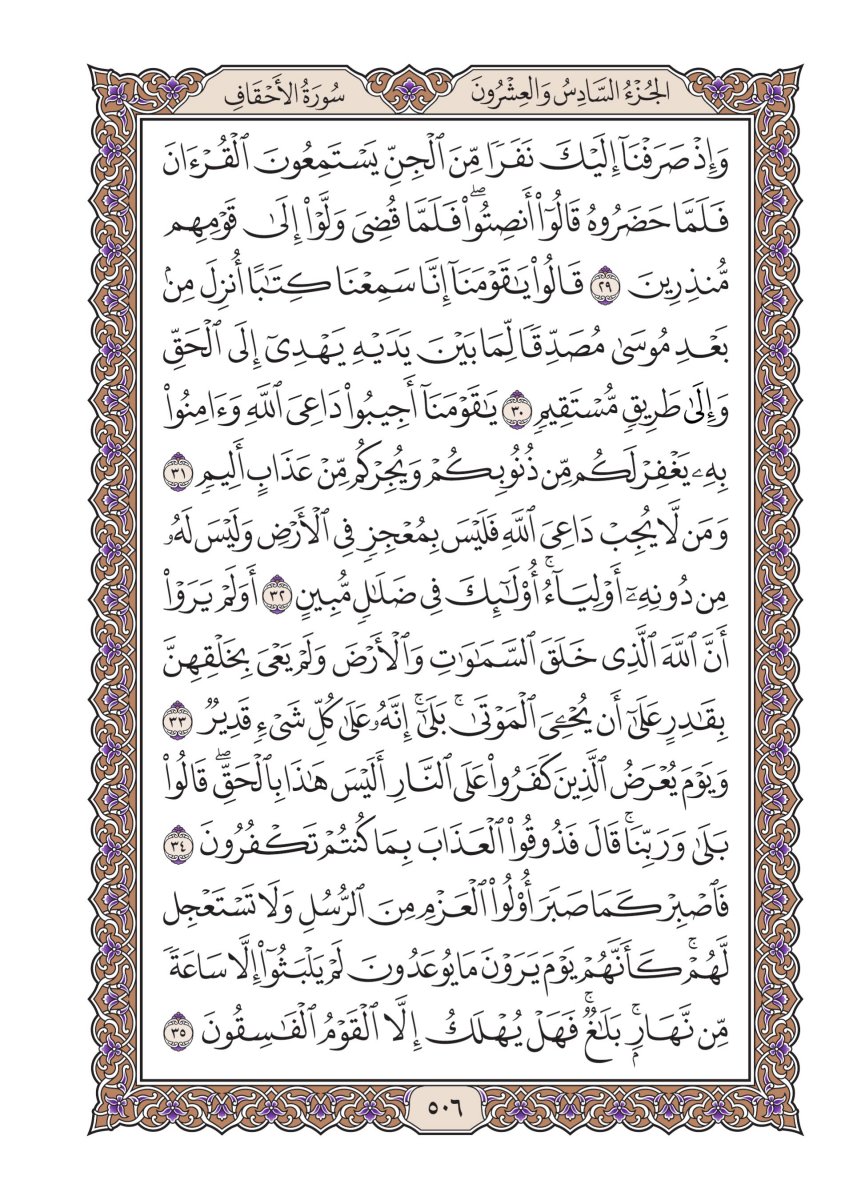 الجُزْءُ السَّادِسُ وَالعِشْرُونَ
سُورَةُ الأَحْقَافِ
وَإِذْ صَرَفْنَآ إِلَيْكَ نَفَرًا مِّنَ ٱلْجِنِّ يَسْتَمِعُونَ ٱلْقُرْءَانَ
فَلَمَّا حَضَرُوهُ قَالُوٓا۟ أَنصِتُوا۟ۖ فَلَمَّا قُضِىَ وَلَّوْا۟ إِلَىٰ قَوْمِهِم
مُّنذِرِينَ ٢٩ قَالُوا۟ يَٰقَوْمَنَآ إِنَّا سَمِعْنَا كِتَٰبًا أُنزِلَ مِنۢ
بَعْدِ مُوسَىٰ مُصَدِّقًا لِّمَا بَيْنَ يَدَيْهِ يَهْدِىٓ إِلَى ٱلْحَقِّ
وَإِلَىٰ طَرِيقٍ مُّسْتَقِيمٍ ٣٠ يَٰقَوْمَنَآ أَجِيبُوا۟ دَاعِىَ ٱللَّهِ وَءَامِنُوا۟
بِهِۦ يَغْفِرْ لَكُم مِّن ذُنُوبِكُمْ وَيُجِرْكُم مِّنْ عَذَابٍ أَلِيمٍ ٣١
وَمَن لَّا يُجِبْ دَاعِىَ ٱللَّهِ فَلَيْسَ بِمُعْجِزٍ فِى ٱلْأَرْضِ وَلَيْسَ لَهُۥ
مِن دُونِهِۦٓ أَوْلِيَآءُۚ أُو۟لَٰٓئِكَ فِى ضَلَٰلٍ مُّبِينٍ ٣٢ أَوَلَمْ يَرَوْا۟
أَنَّ ٱللَّهَ ٱلَّذِى خَلَقَ ٱلسَّمَٰوَٰتِ وَٱلْأَرْضَ وَلَمْ يَعْىَ بِخَلْقِهِنَّ
بِقَٰدِرٍ عَلَىٰٓ أَن يُحْۦِىَ ٱلْمَوْتَىٰۚ بَلَىٰٓۚ إِنَّهُۥ عَلَىٰ كُلِّ شَىْءٍ قَدِيرٌ ٣٣
وَيَوْمَ يُعْرَضُ ٱلَّذِينَ كَفَرُوا۟ عَلَى ٱلنَّارِ أَلَيْسَ هَٰذَا بِٱلْحَقِّۖ قَالُوا۟
بَلَىٰ وَرَبِّنَاۚ قَالَ فَذُوقُوا۟ ٱلْعَذَابَ بِمَا كُنتُمْ تَكْفُرُونَ ٣٤
فَٱصْبِرْ كَمَا صَبَرَ أُو۟لُوا۟ ٱلْعَزْمِ مِنَ ٱلرُّسُلِ وَلَا تَسْتَعْجِل
لَّهُمْۚ كَأَنَّهُمْ يَوْمَ يَرَوْنَ مَا يُوعَدُونَ لَمْ يَلْبَثُوٓا۟ إِلَّا سَاعَةً
مِّن نَّهَارٍۭۚ بَلَٰغٌۚ فَهَلْ يُهْلَكُ إِلَّا ٱلْقَوْمُ ٱلْفَٰسِقُونَ ٣٥
٥٠٦